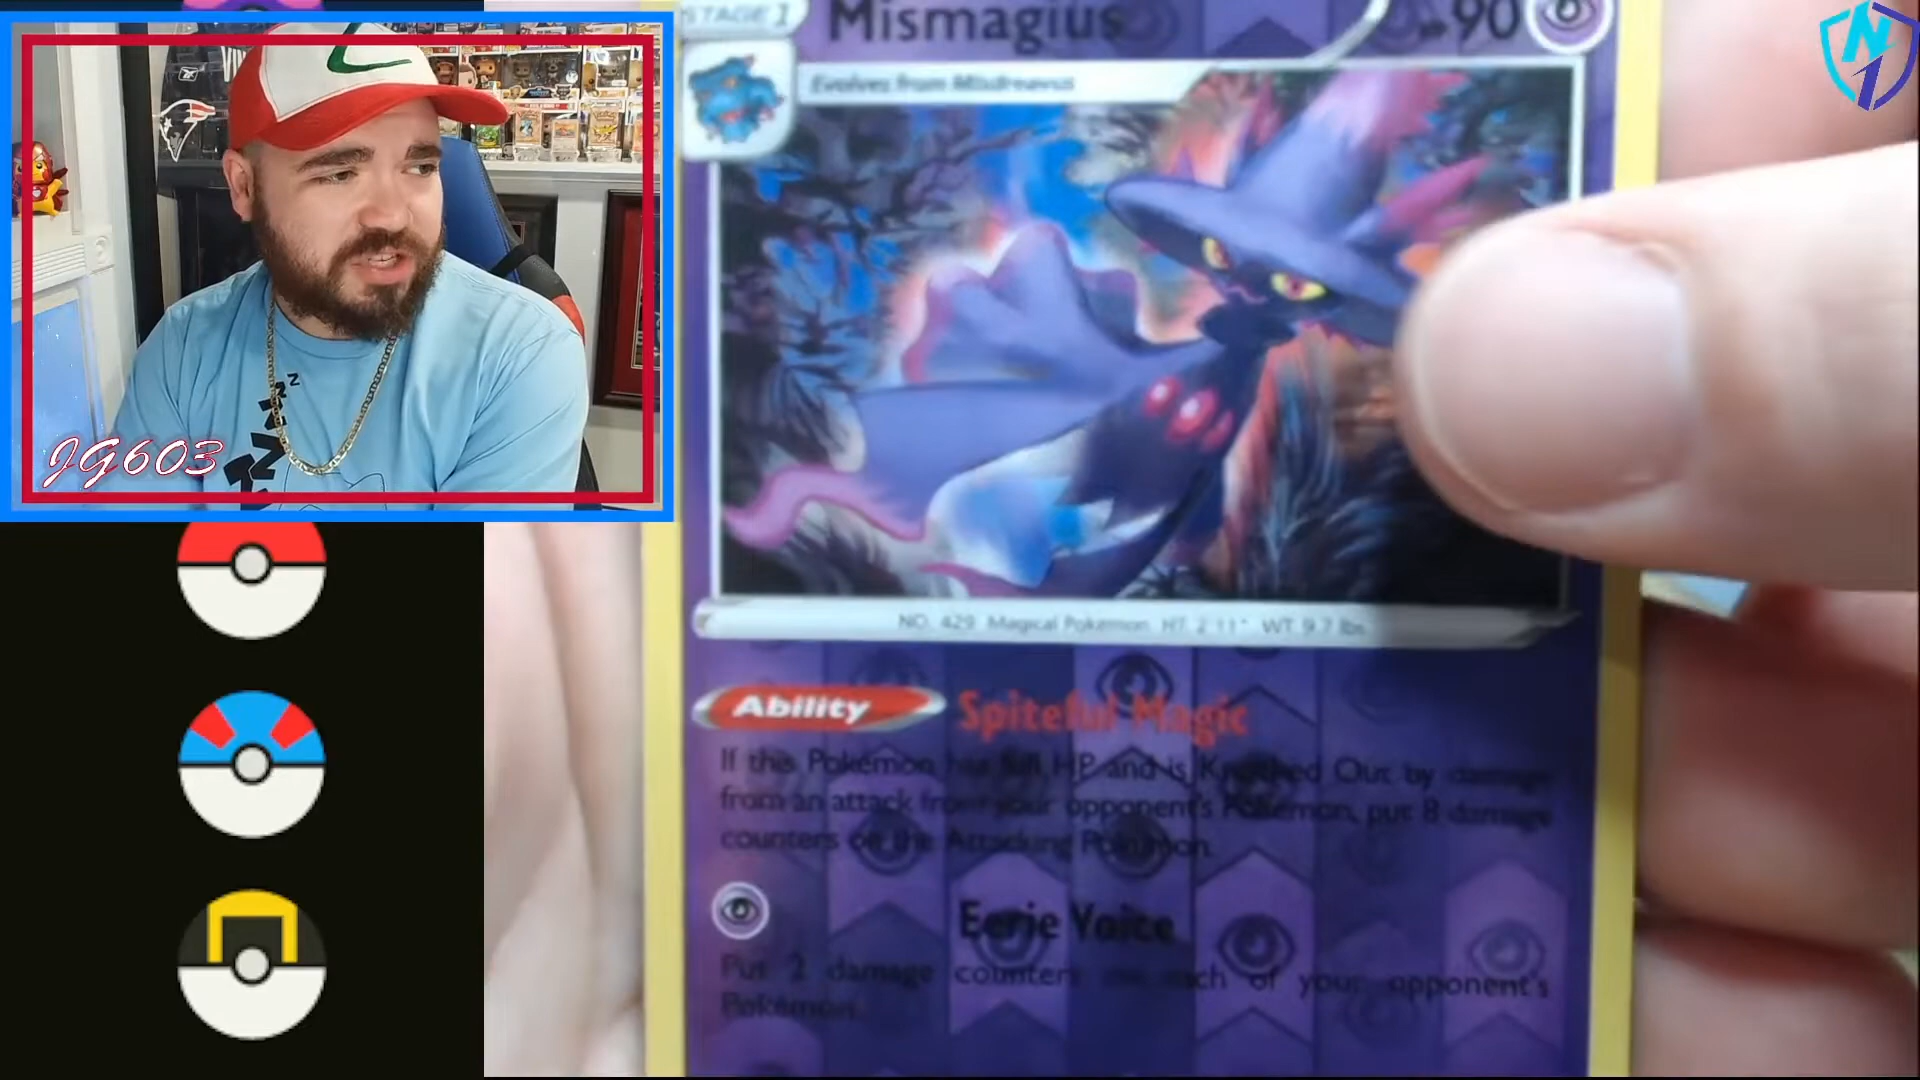 STAGE 1
Mismagius
90
Evolves from Misdreavus
JG603
NO. 429 Magical Pokémon HT 2'11" WT 9.7 lbs
Ability Spiteful Magic
If this Pokémon has full HP and is Knocked Out by damage
from an attack from your opponent's Pokémon, put 8 damage
counters on the Attacking Pokémon.
Eerie Voice
Put 2 damage counters on each of your opponent's
Pokémon.